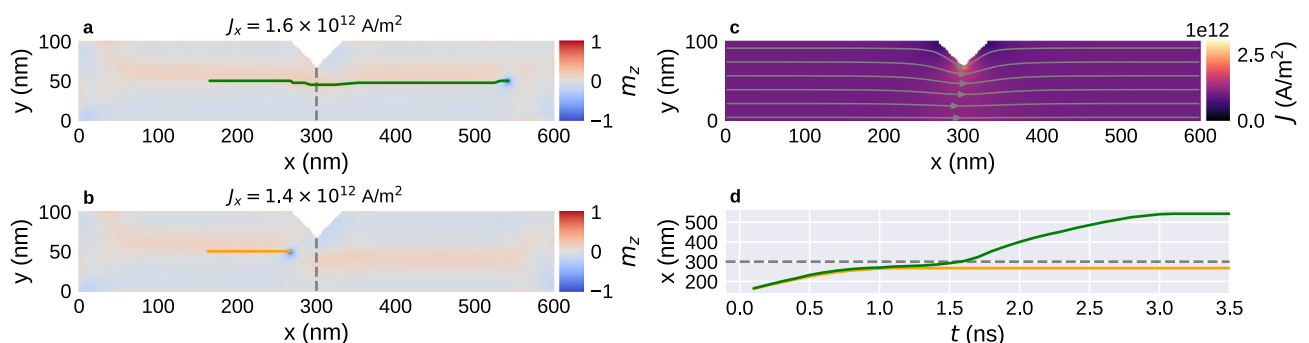 a
J_x = 1.6 × 10^12 A/m^2
y (nm)
100
50
0
0 100 200 300 400 500 600
x (nm)
1
0
−1
m_z
b
J_x = 1.4 × 10^12 A/m^2
y (nm)
100
50
0
0 100 200 300 400 500 600
x (nm)
1
0
−1
m_z
c
y (nm)
100
50
0
0 100 200 300 400 500 600
x (nm)
1e12
2.5
0.0
J (A/m^2)
d
x (nm)
500
400
300
200
0.0 0.5 1.0 1.5 2.0 2.5 3.0 3.5
t (ns)